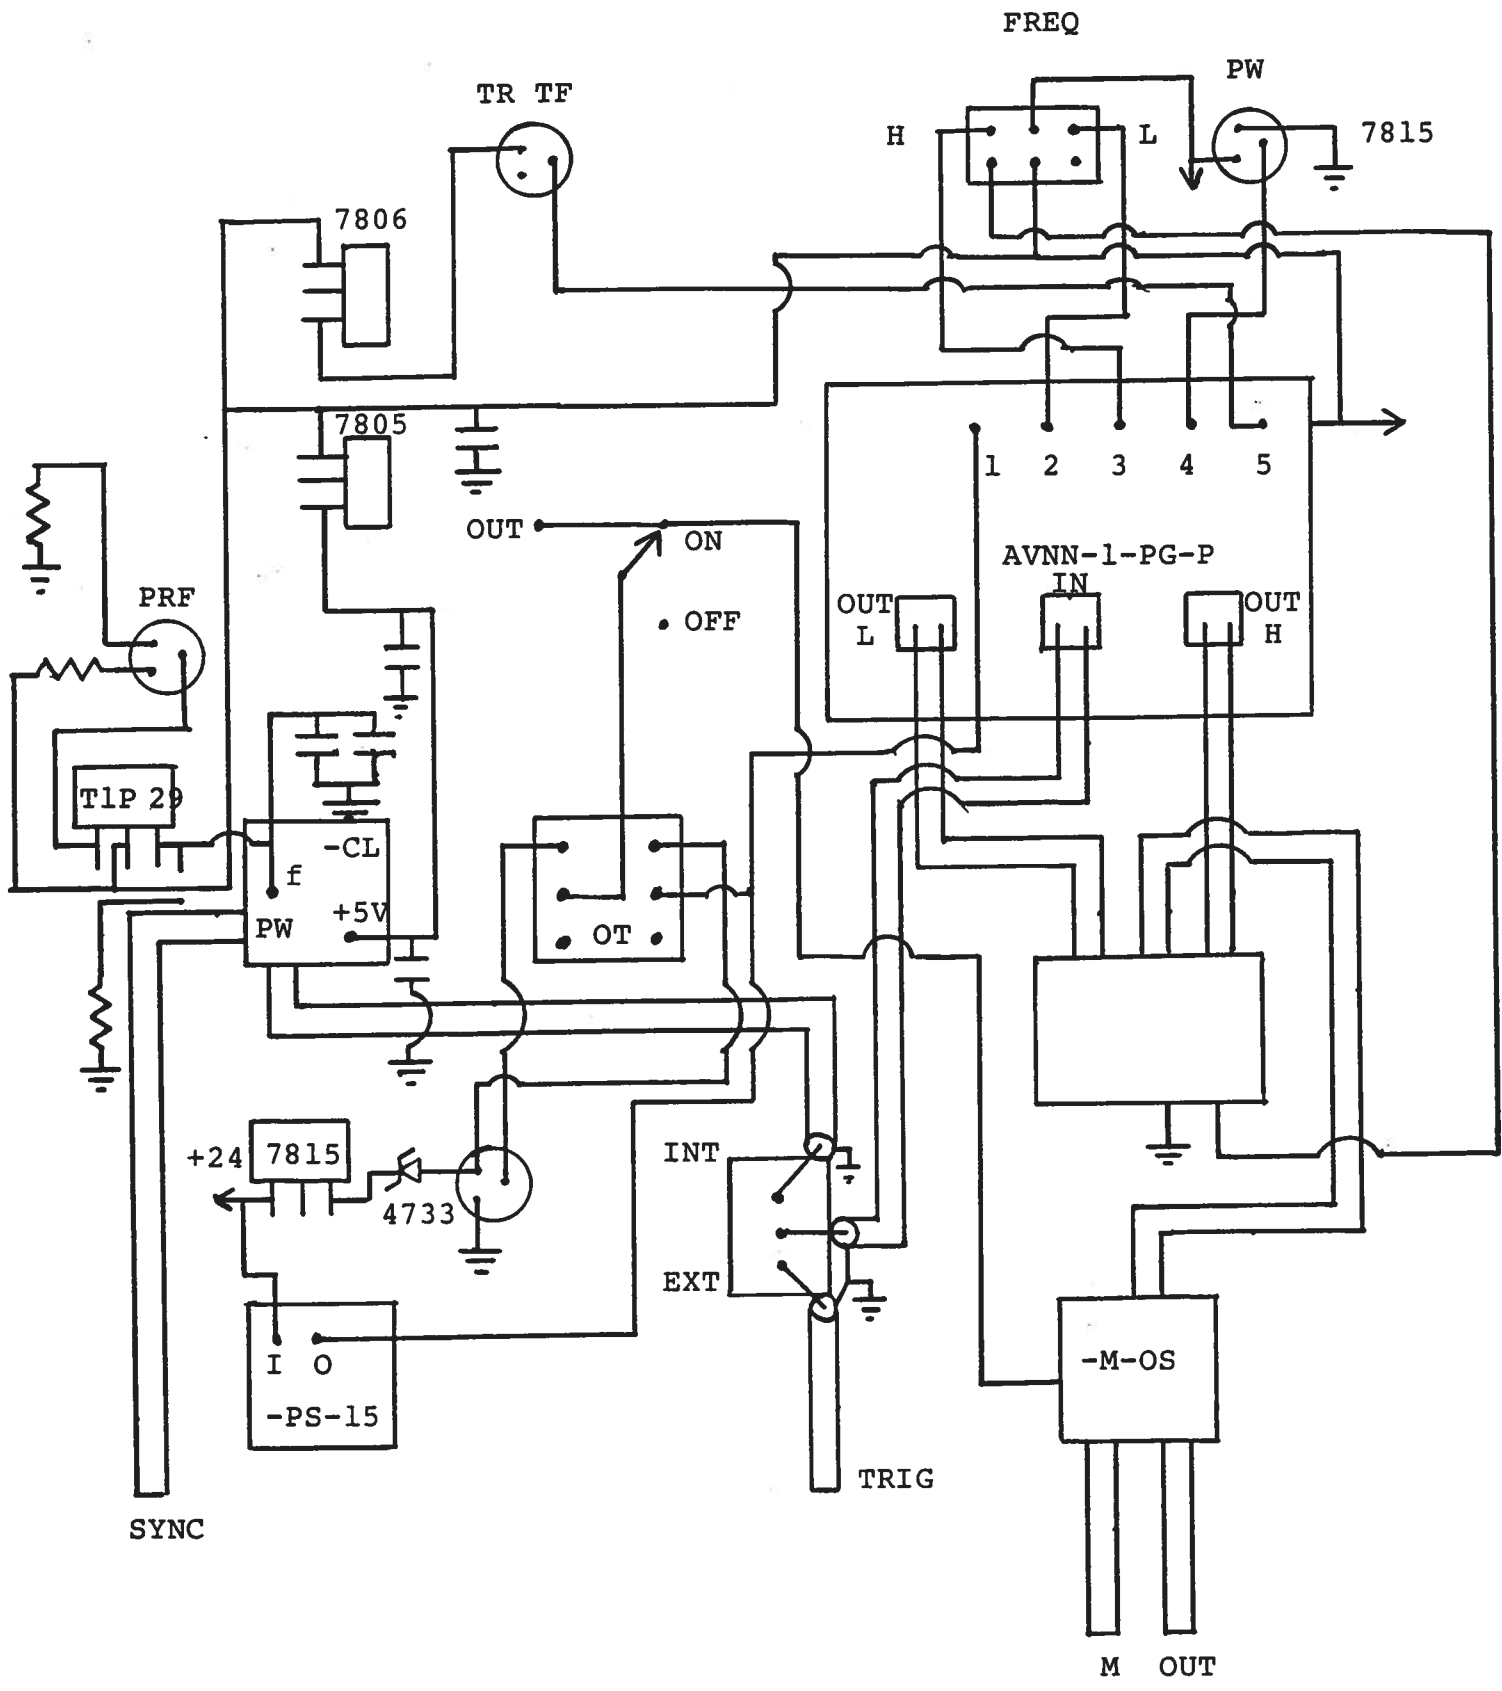 FREQ
PW
TR TF
H
L
7815
7806
7805
1 2 3 4 5
OUT
ON
OFF
AVNN-1-PG-P
IN
OUT
L
OUT
H
PRF
T1P 29
-CL
f
+5V
PW
OT
+24
7815
4733
INT
EXT
I O
-PS-15
-M-OS
TRIG
SYNC
M OUT